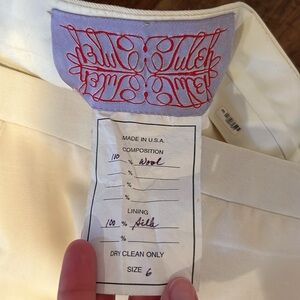 MADE IN U.S.A.
COMPOSITION
100 % Wool
%
%
%
LINING
100 % Silk
%
DRY CLEAN ONLY
SIZE 6